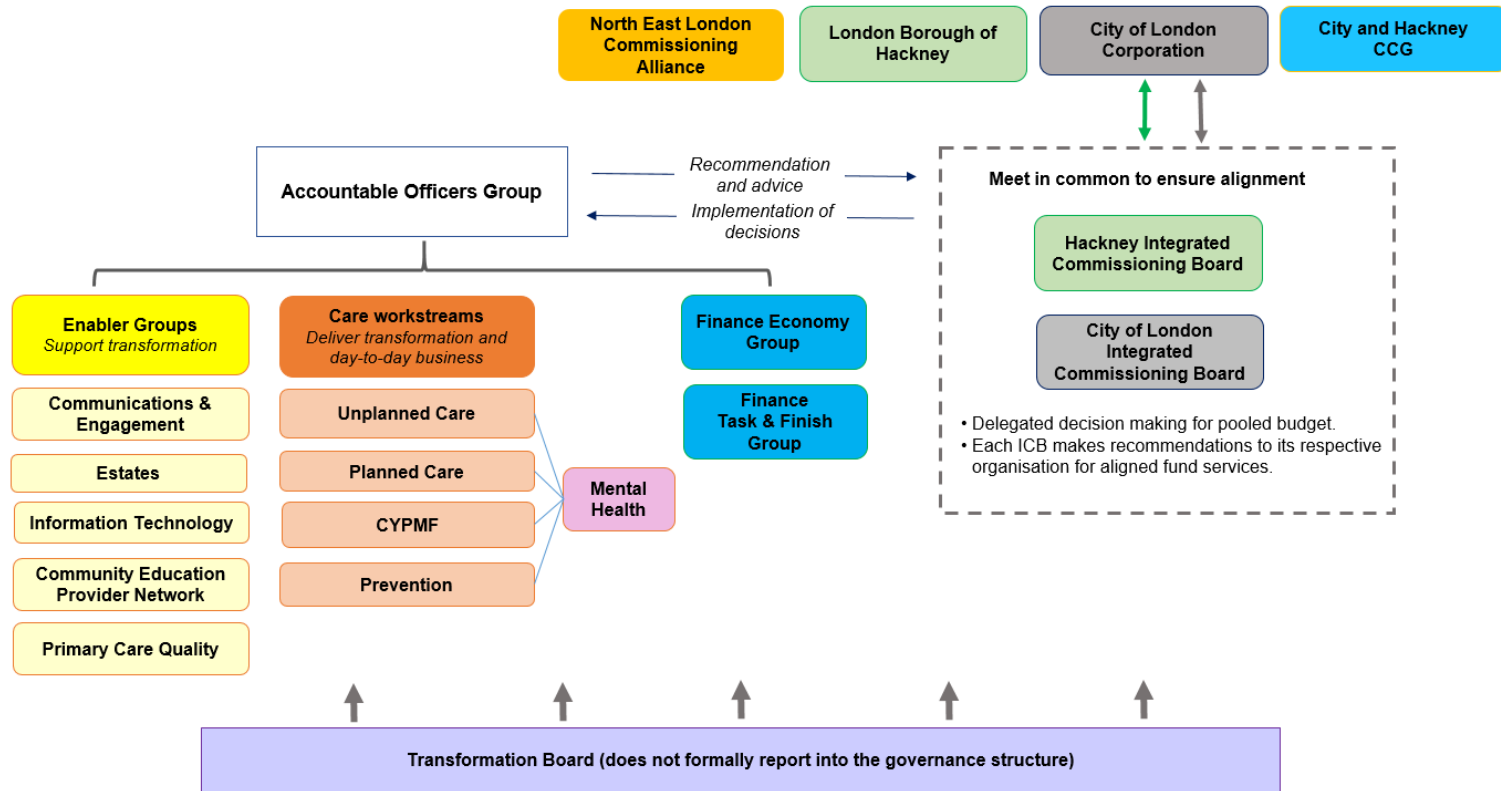 North East London
Commissioning
Alliance
London Borough of
Hackney
City of London
Corporation
City and Hackney
CCG
Accountable Officers Group
Recommendation
and advice
Implementation of
decisions
Meet in common to ensure alignment
Hackney Integrated
Commissioning Board
City of London
Integrated
Commissioning Board
• Delegated decision making for pooled budget.
• Each ICB makes recommendations to its respective
organisation for aligned fund services.
Enabler Groups
Support transformation
Communications &
Engagement
Estates
Information Technology
Community Education
Provider Network
Primary Care Quality
Care workstreams
Deliver transformation and
day-to-day business
Unplanned Care
Planned Care
CYPMF
Prevention
Mental
Health
Finance Economy
Group
Finance
Task & Finish
Group
Transformation Board (does not formally report into the governance structure)